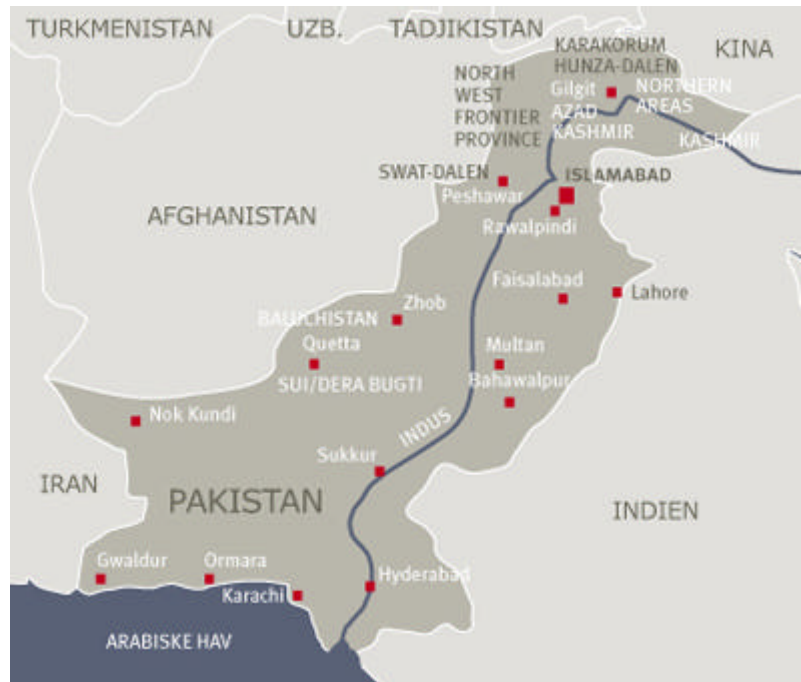 TURKMENISTAN
UZB.
TADJIKISTAN
KARAKORUM
HUNZA-DALEN
KINA
NORTH
WEST
FRONTIER
PROVINCE
Gilgit
NORTHERN
AREAS
AZAD
KASHMIR
KASHMIR
SWAT-DALEN
ISLAMABAD
Peshawar
AFGHANISTAN
Rawalpindi
Faisalabad
Lahore
Zhob
BALUCHISTAN
Quetta
Multan
SUI/DERA BUGTI
Bahawalpur
Nok Kundi
INDUS
Sukkur
IRAN
PAKISTAN
INDIEN
Gwaldur
Ormara
Hyderabad
Karachi
ARABISKE HAV